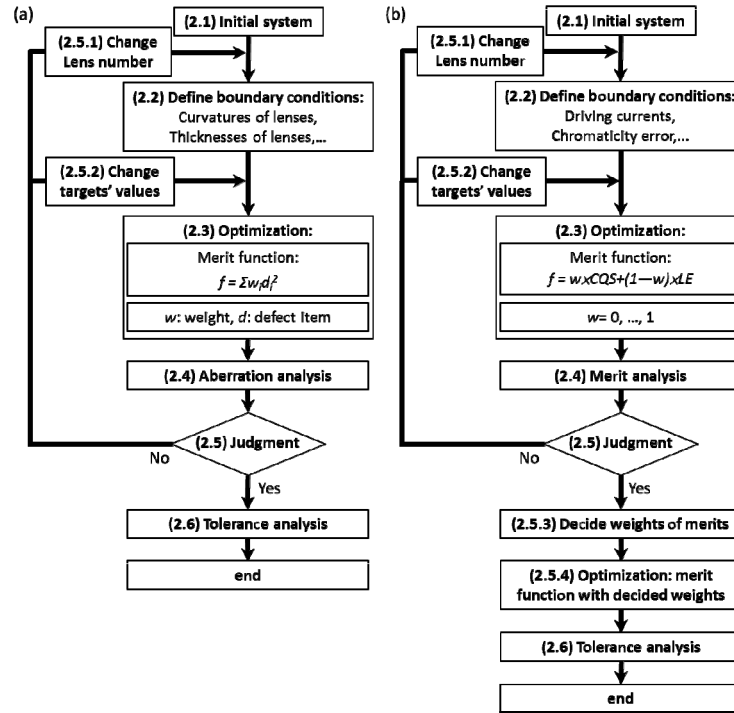 (a)
(2.1) Initial system
(2.5.1) Change
Lens number
(2.2) Define boundary conditions:
Curvatures of lenses,
Thicknesses of lenses,...
(2.5.2) Change
targets' values
(2.3) Optimization:
Merit function:
f = Σwᵢdᵢ²
w: weight, d: defect item
(2.4) Aberration analysis
(2.5) Judgment
No
Yes
(2.6) Tolerance analysis
end
(b)
(2.1) Initial system
(2.5.1) Change
Lens number
(2.2) Define boundary conditions:
Driving currents,
Chromaticity error,...
(2.5.2) Change
targets' values
(2.3) Optimization:
Merit function:
f = wxCQS+(1—w)xLE
w= 0, ..., 1
(2.4) Merit analysis
(2.5) Judgment
No
Yes
(2.5.3) Decide weights of merits
(2.5.4) Optimization: merit
function with decided weights
(2.6) Tolerance analysis
end